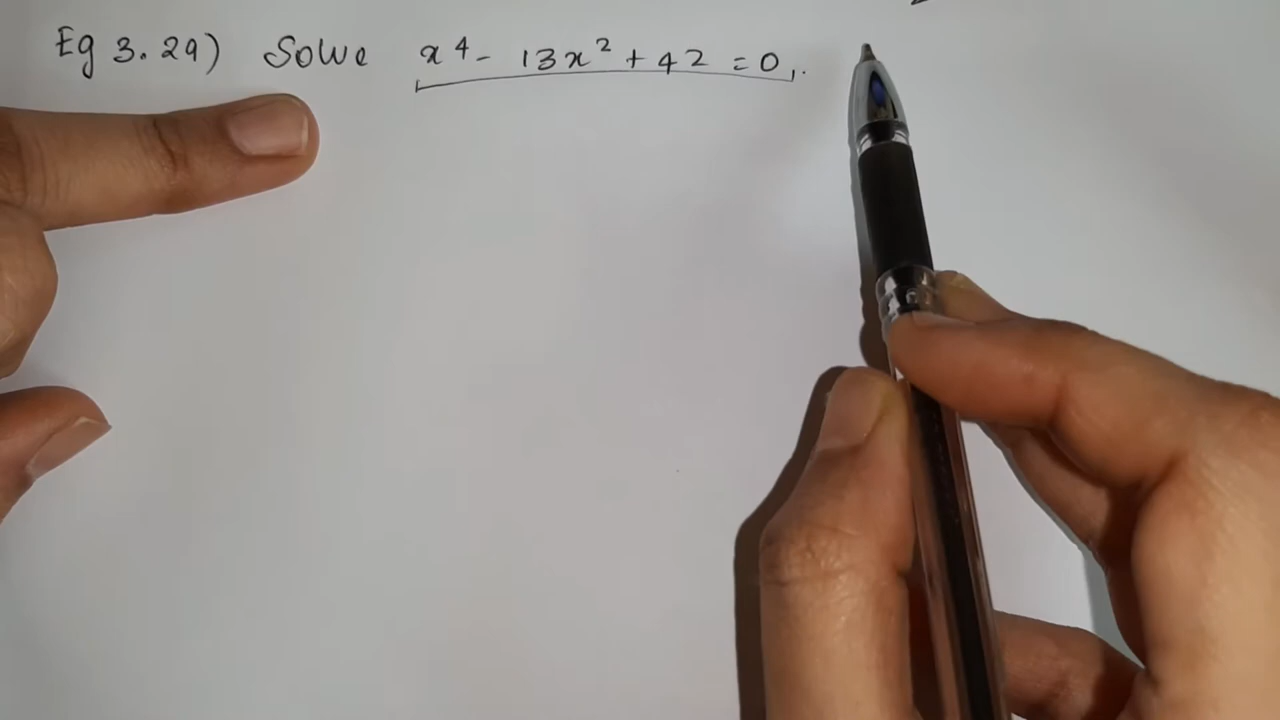 Eg 3.29) Solve x⁴ - 13x² + 42 = 0.